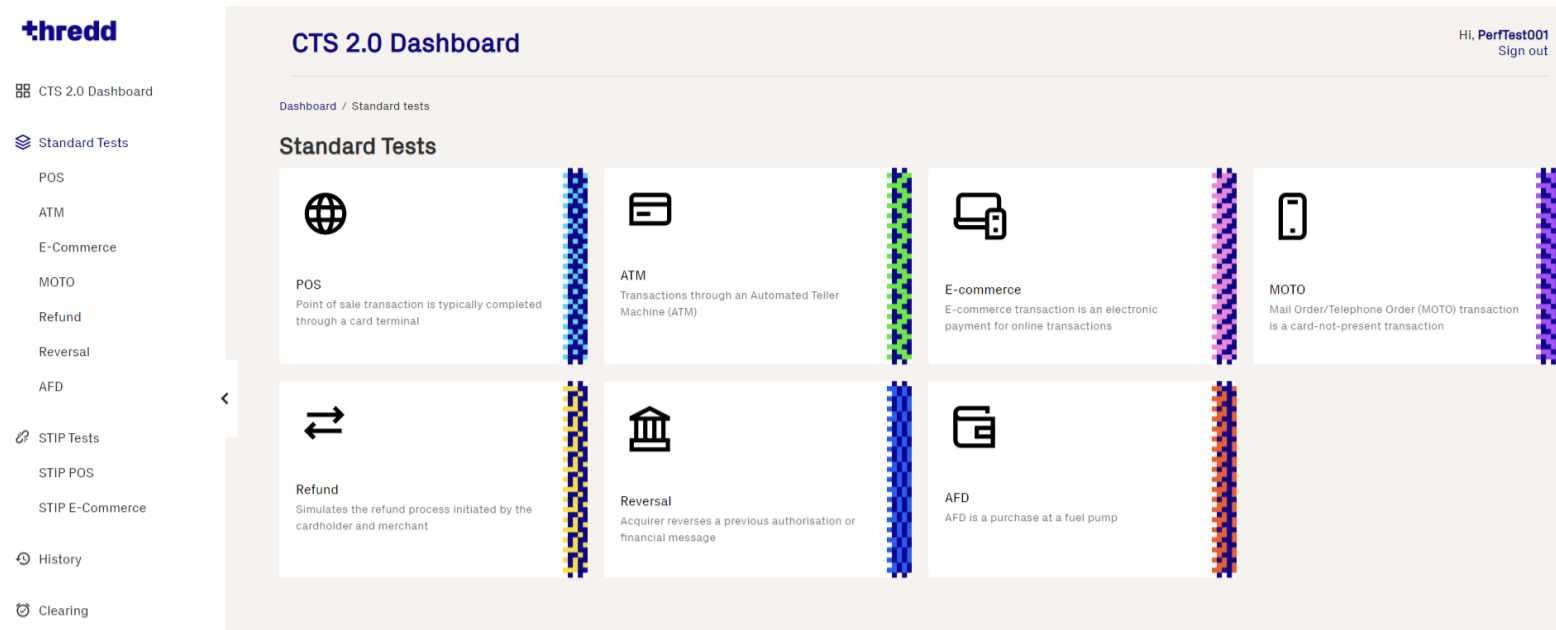 thredd
CTS 2.0 Dashboard
Standard Tests
POS
ATM
E-Commerce
MOTO
Refund
Reversal
AFD
STIP Tests
STIP POS
STIP E-Commerce
History
Clearing
CTS 2.0 Dashboard
Hi, PerfTest001
Sign out
Dashboard / Standard tests
Standard Tests
POS
Point of sale transaction is typically completed
through a card terminal
ATM
Transactions through an Automated Teller
Machine (ATM)
E-commerce
E-commerce transaction is an electronic
payment for online transactions
MOTO
Mail Order/Telephone Order (MOTO) transaction
is a card-not-present transaction
Refund
Simulates the refund process initiated by the
cardholder and merchant
Reversal
Acquirer reverses a previous authorisation or
financial message
AFD
AFD is a purchase at a fuel pump